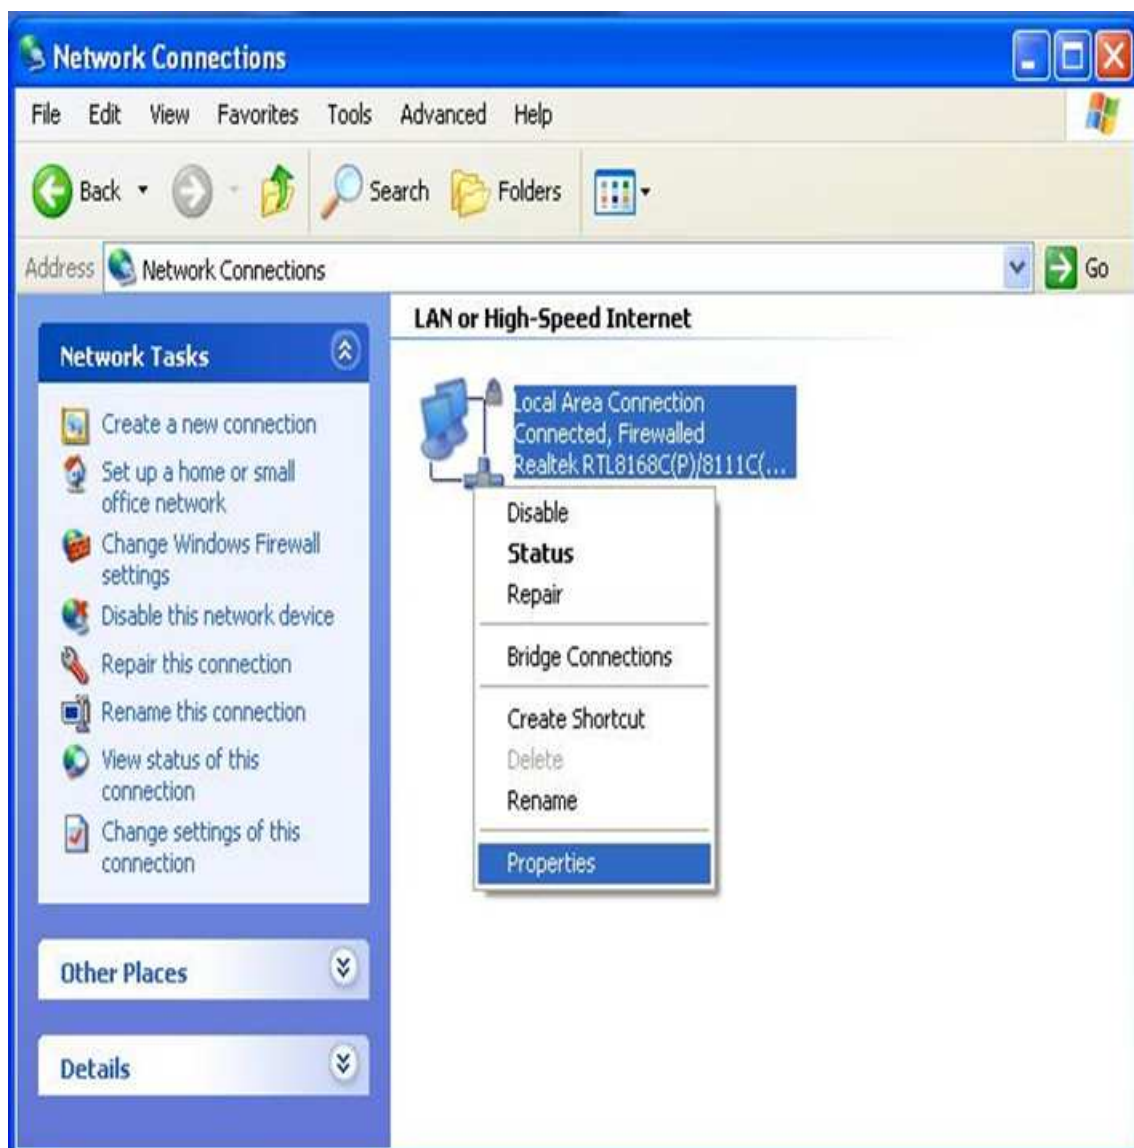 Network Connections
File Edit View Favorites Tools Advanced Help
Back Search Folders
Address Network Connections Go
Network Tasks
Create a new connection
Set up a home or small
office network
Change Windows Firewall
settings
Disable this network device
Repair this connection
Rename this connection
View status of this
connection
Change settings of this
connection
Other Places
Details
LAN or High-Speed Internet
Local Area Connection
Connected, Firewalled
Realtek RTL8168C(P)/8111C(...
Disable
Status
Repair
Bridge Connections
Create Shortcut
Delete
Rename
Properties